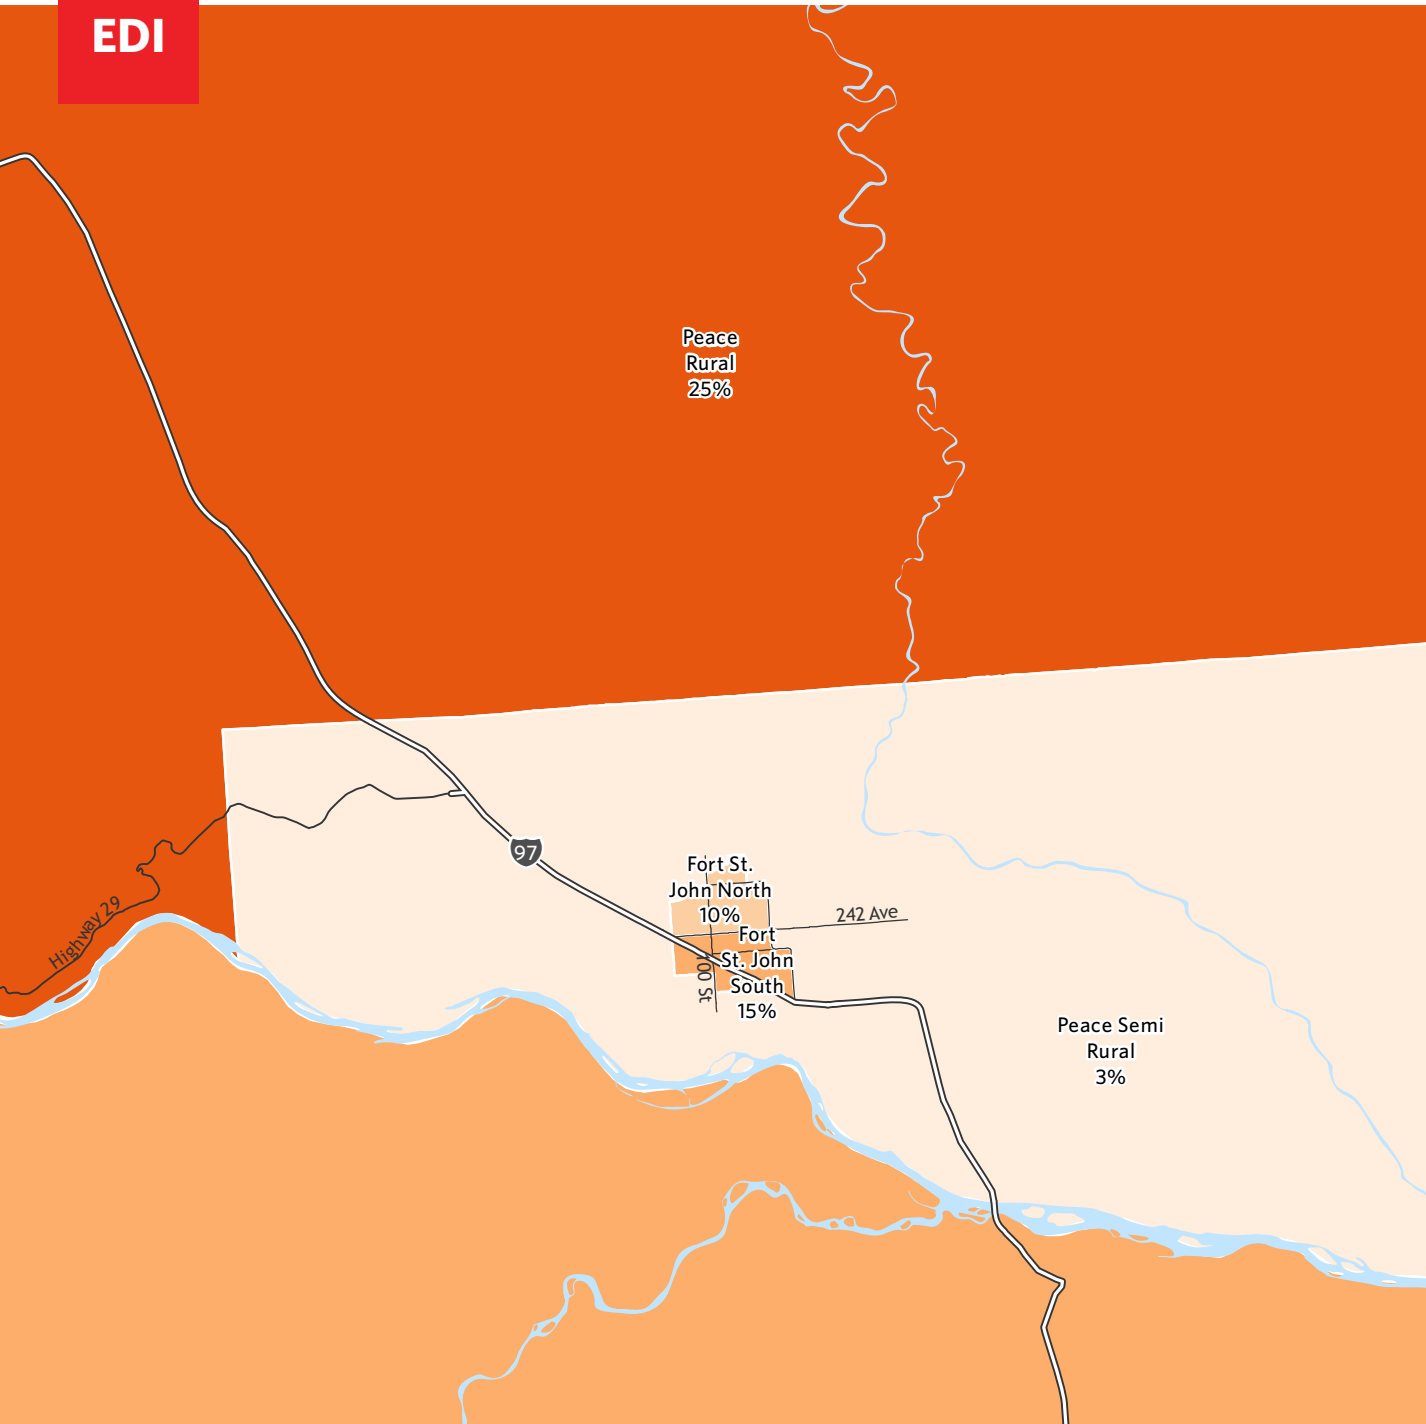 EDI
Peace
Rural
25%
97
Fort St.
John North
10%
242 Ave
Fort
St. John
South
15%
100 St
Highway 29
Peace Semi
Rural
3%